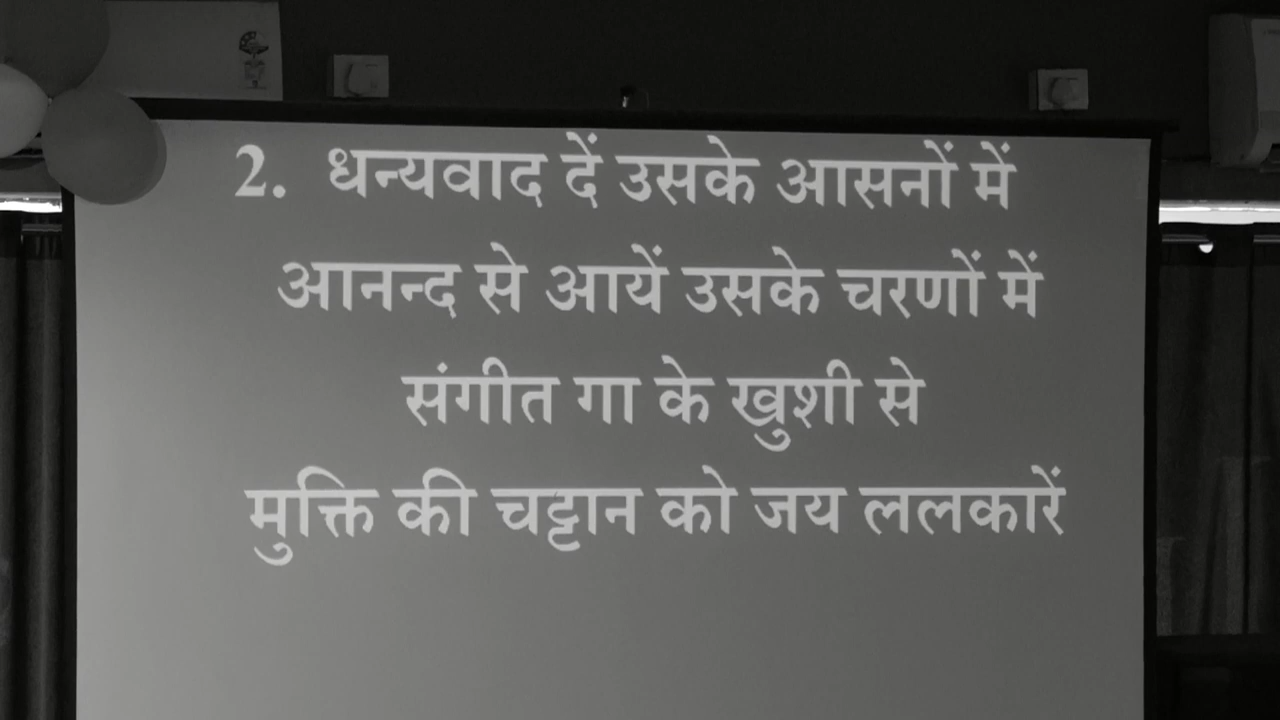 2. धन्यवाद दें उसके आसनों में
आनन्द से आयें उसके चरणों में
संगीत गा के खुशी से
मुक्ति की चट्टान को जय ललकारें